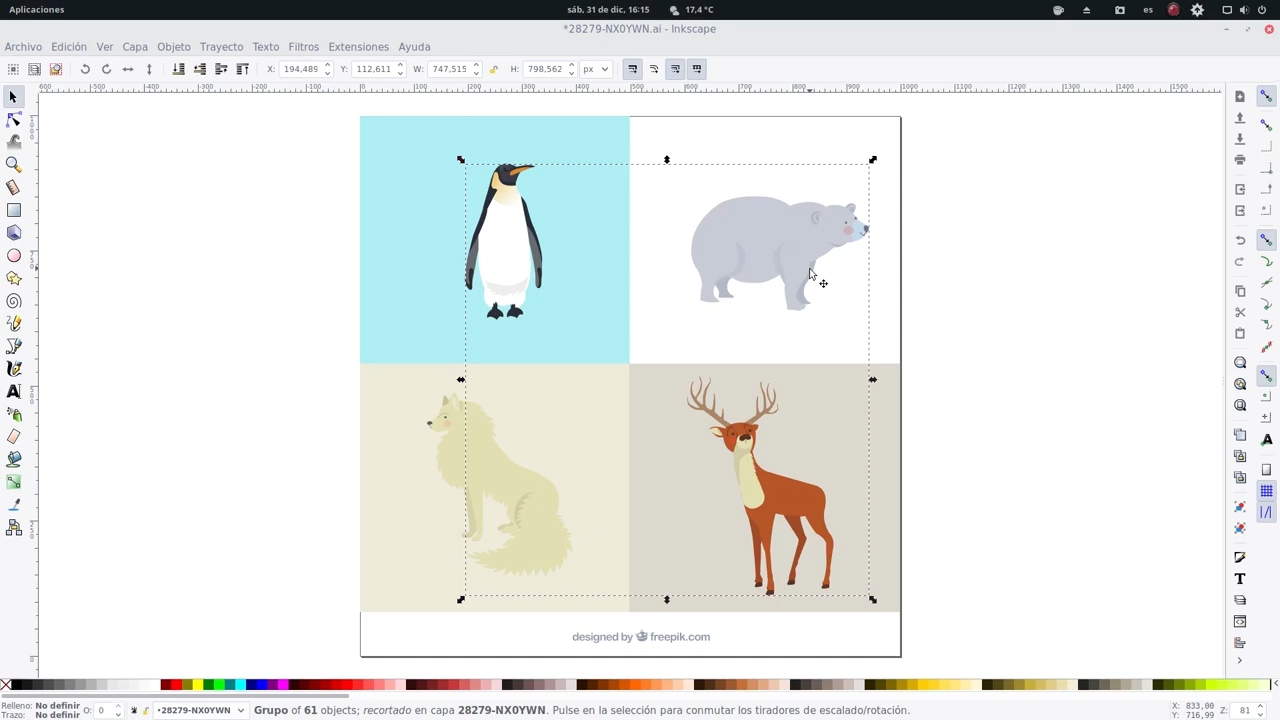 Aplicaciones
sáb, 31 de dic, 16:15
17,4 °C
es
*28279-NX0YWN.ai - Inkscape
Archivo Edición Ver Capa Objeto Trayecto Texto Filtros Extensiones Ayuda
X: 194,489 Y: 112,611 W: 747,515 H: 798,562 px
designed by freepik.com
Relleno: No definir
Trazo: No definir
O: 0
•28279-NX0YWN
Grupo of 61 objects; recortado en capa 28279-NX0YWN. Pulse en la selección para conmutar los tiradores de escalado/rotación.
X: 833,00
Y: 716,99
Z: 81